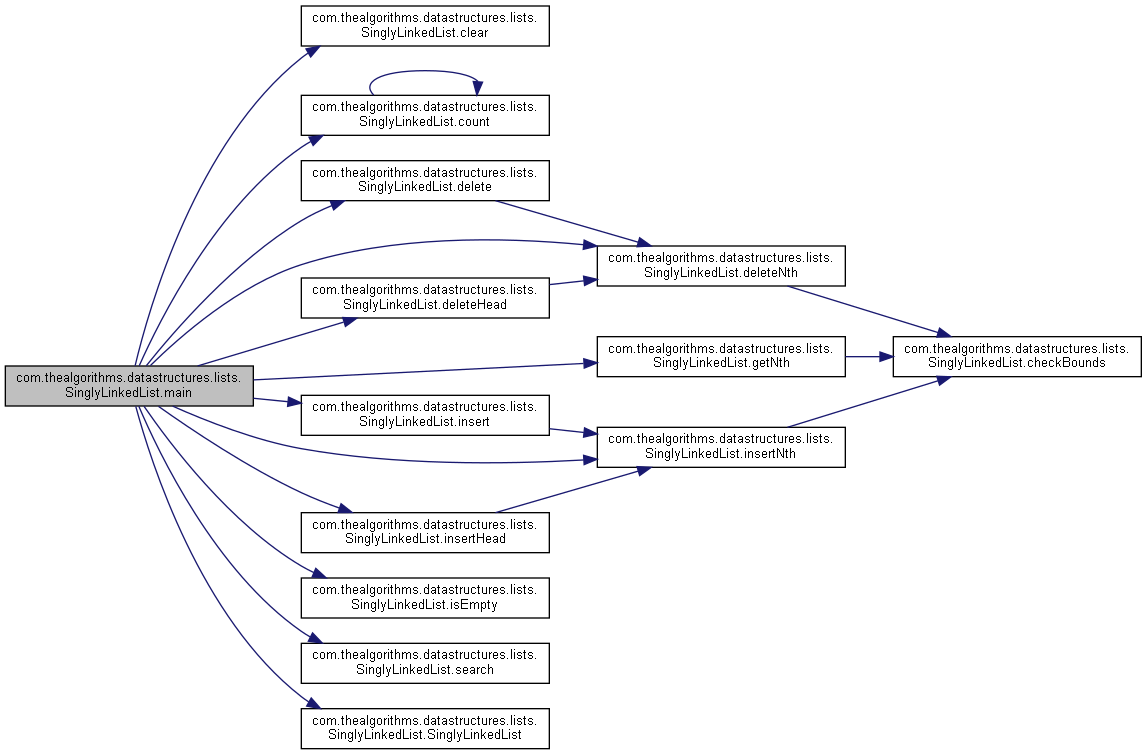 com.thealgorithms.datastructures.lists.
SinglyLinkedList.clear
com.thealgorithms.datastructures.lists.
SinglyLinkedList.count
com.thealgorithms.datastructures.lists.
SinglyLinkedList.delete
com.thealgorithms.datastructures.lists.
SinglyLinkedList.deleteNth
com.thealgorithms.datastructures.lists.
SinglyLinkedList.deleteHead
com.thealgorithms.datastructures.lists.
SinglyLinkedList.getNth
com.thealgorithms.datastructures.lists.
SinglyLinkedList.checkBounds
com.thealgorithms.datastructures.lists.
SinglyLinkedList.main
com.thealgorithms.datastructures.lists.
SinglyLinkedList.insert
com.thealgorithms.datastructures.lists.
SinglyLinkedList.insertNth
com.thealgorithms.datastructures.lists.
SinglyLinkedList.insertHead
com.thealgorithms.datastructures.lists.
SinglyLinkedList.isEmpty
com.thealgorithms.datastructures.lists.
SinglyLinkedList.search
com.thealgorithms.datastructures.lists.
SinglyLinkedList.SinglyLinkedList